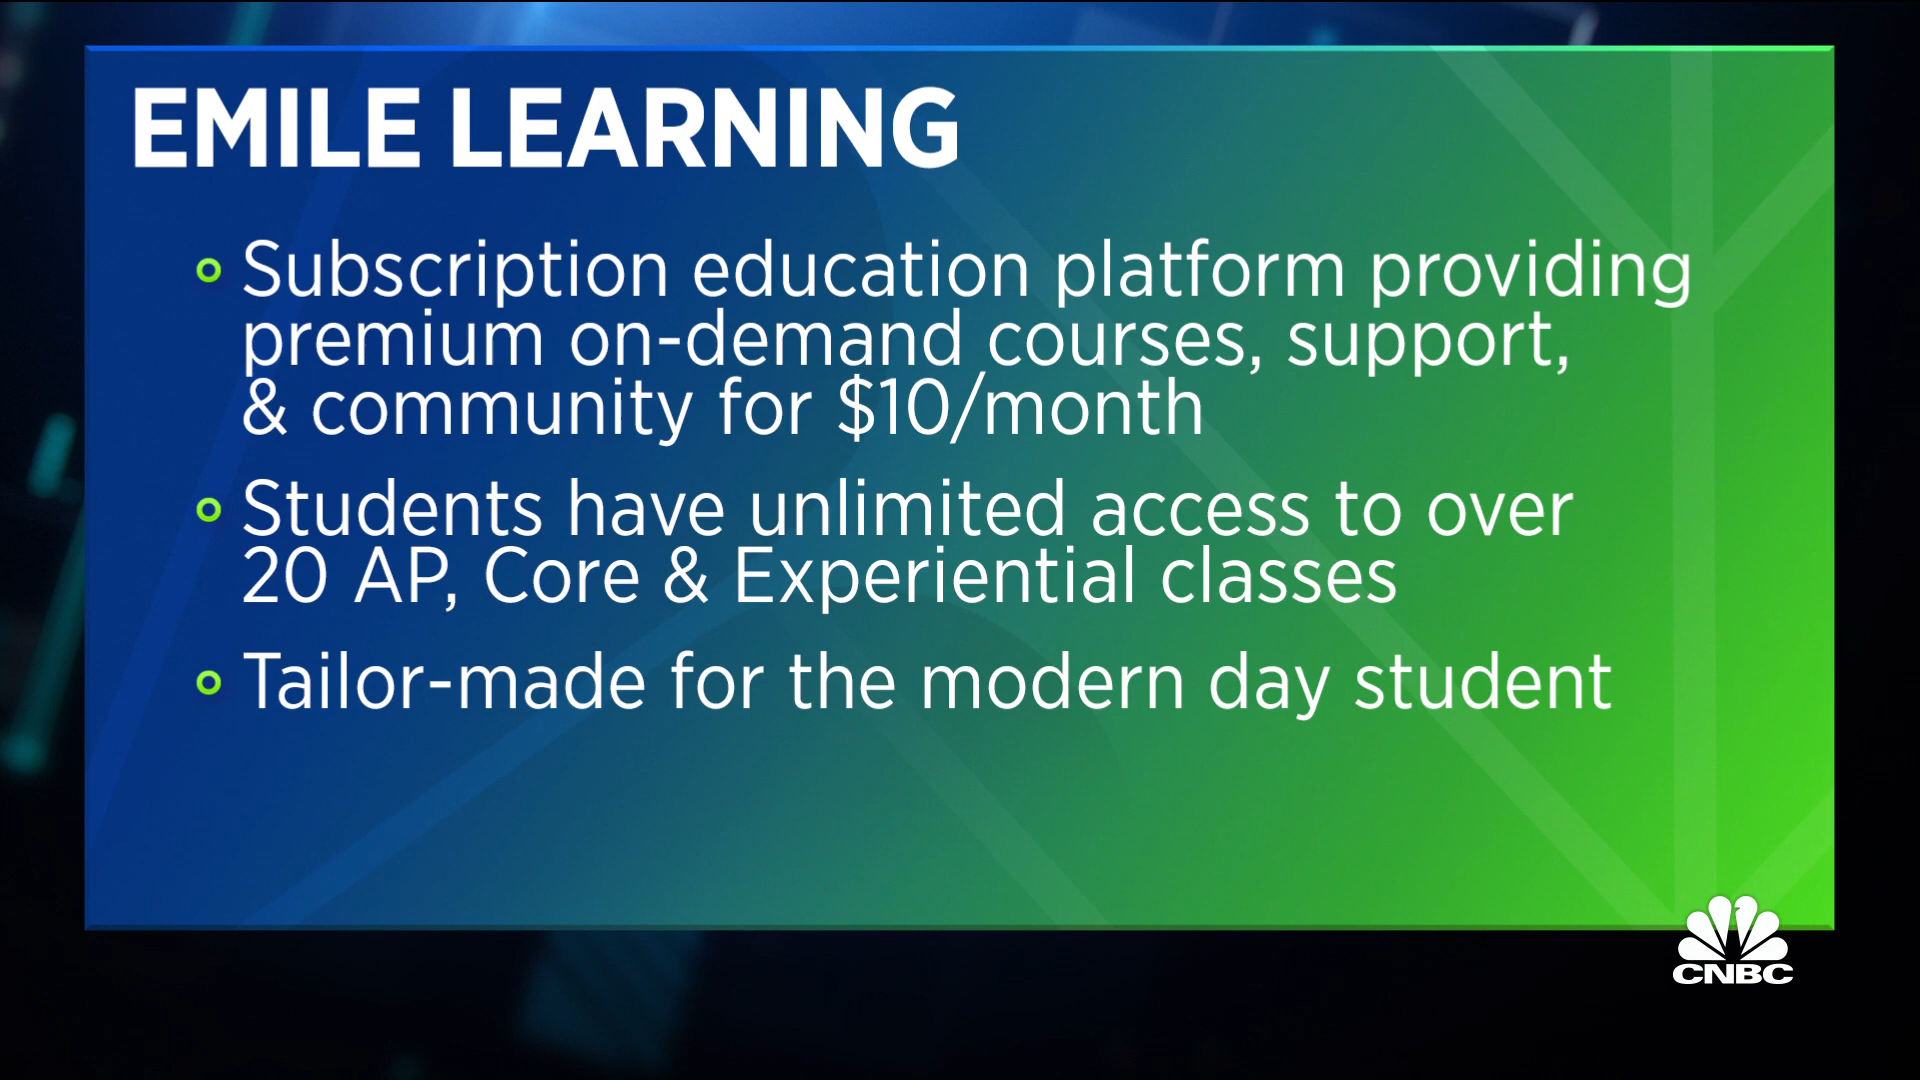 EMILE LEARNING
Subscription education platform providing
premium on-demand courses, support,
& community for $10/month
Students have unlimited access to over
20 AP, Core & Experiential classes
Tailor-made for the modern day student
CNBC